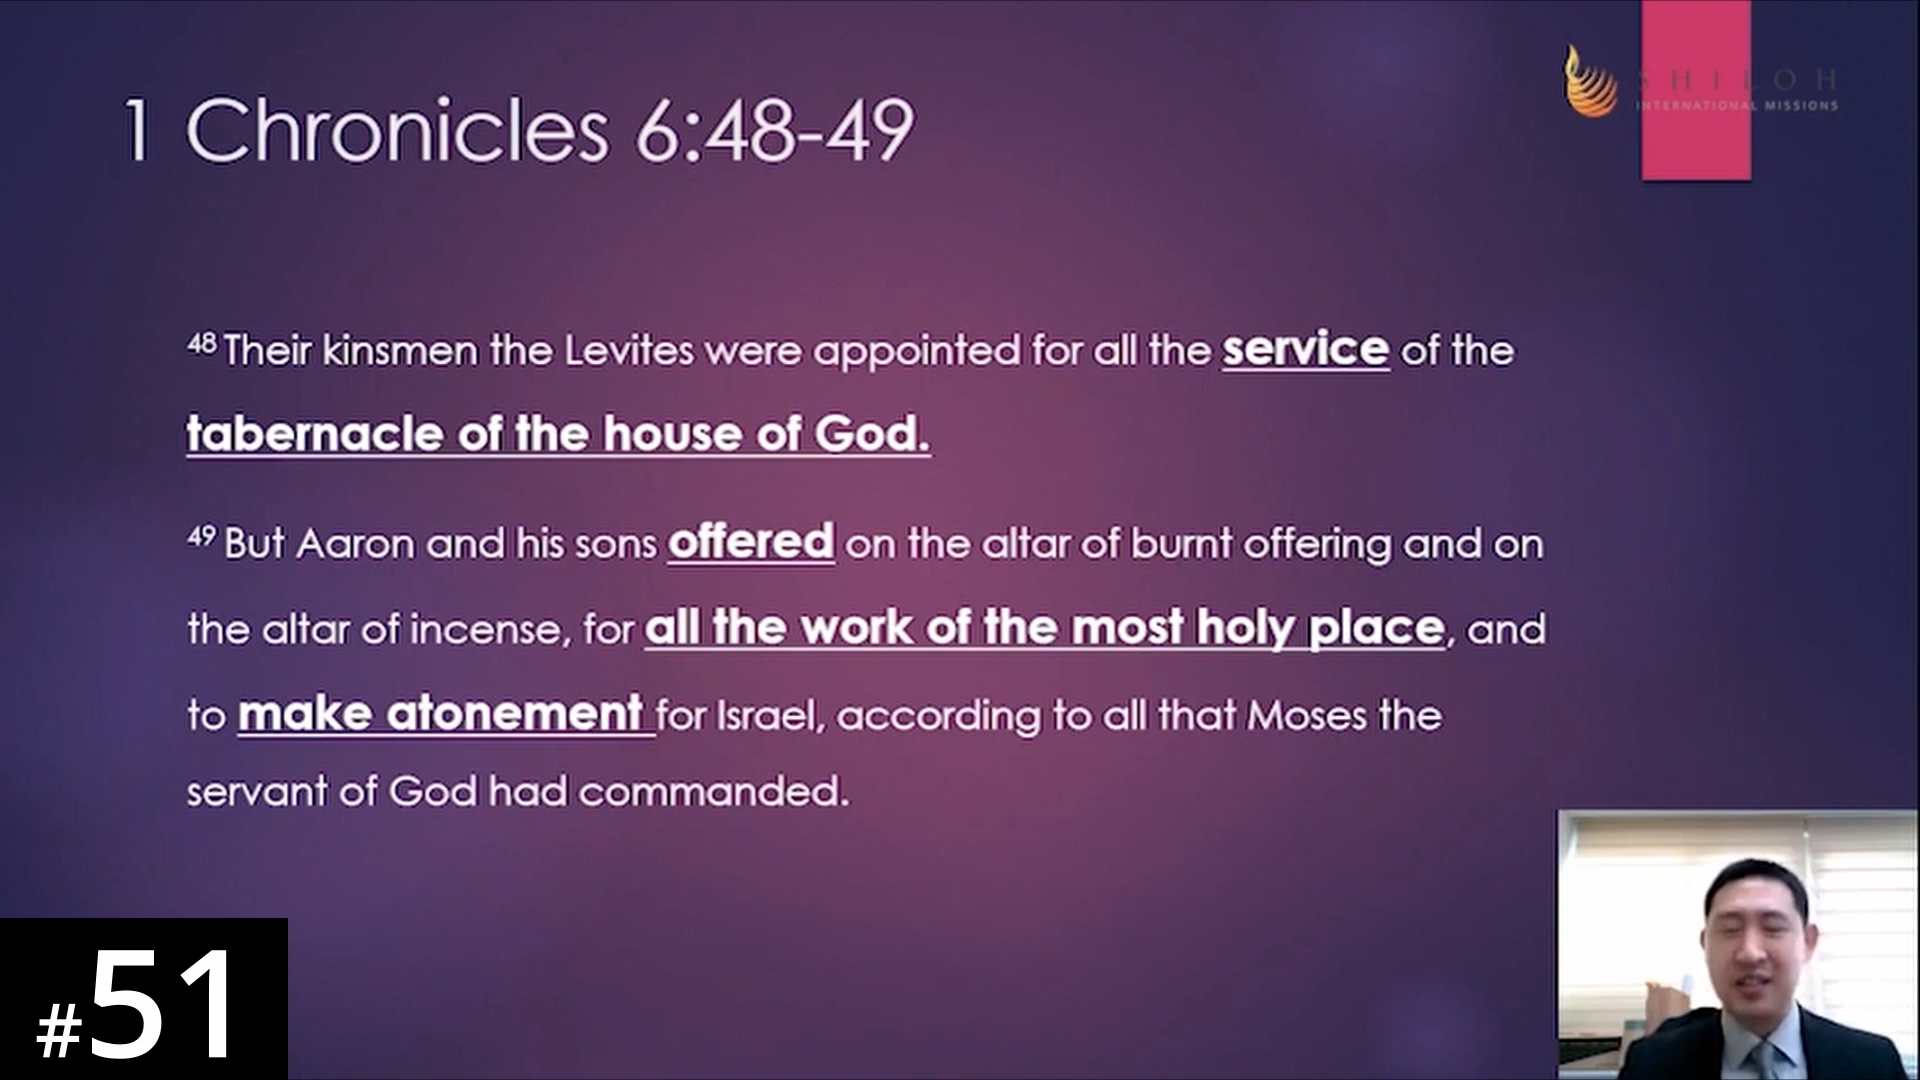 1 Chronicles 6:48-49
SHILOH
INTERNATIONAL MISSIONS
48 Their kinsmen the Levites were appointed for all the service of the
tabernacle of the house of God.
49 But Aaron and his sons offered on the altar of burnt offering and on
the altar of incense, for all the work of the most holy place, and
to make atonement for Israel, according to all that Moses the
servant of God had commanded.
#51